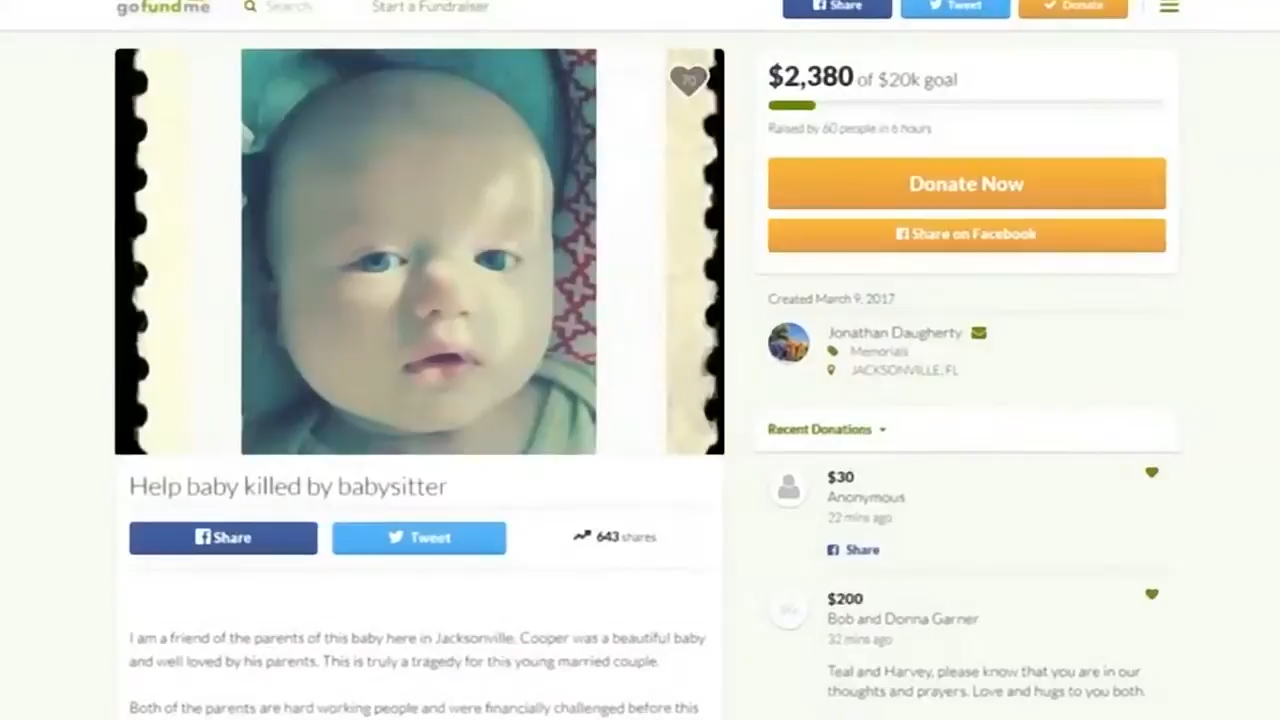 gofundme Search Start a Fundraiser Share Tweet Donate
70
$2,380 of $20k goal
Raised by 60 people in 6 hours
Donate Now
Share on Facebook
Created March 9, 2017
Jonathan Daugherty
Memorials
JACKSONVILLE, FL
Recent Donations
$30
Anonymous
22 mins ago
Share
$200
Bob and Donna Garner
32 mins ago
Teal and Harvey, please know that you are in our
thoughts and prayers. Love and hugs to you both.
Help baby killed by babysitter
Share Tweet 643 shares
I am a friend of the parents of this baby here in Jacksonville. Cooper was a beautiful baby
and well loved by his parents. This is truly a tragedy for this young married couple.
Both of the parents are hard working people and were financially challenged before this